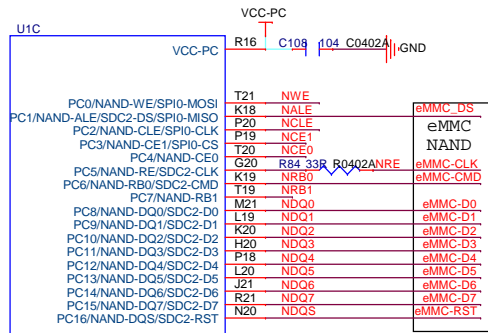 VCC-PC
U1C
VCC-PC R16 C108 104 C0402A GND
PC0/NAND-WE/SPI0-MOSI T21 NWE
PC1/NAND-ALE/SDC2-DS/SPI0-MISO K18 NALE eMMC_DS
PC2/NAND-CLE/SPI0-CLK P20 NCLE
PC3/NAND-CE1/SPI0-CS P19 NCE1
PC4/NAND-CE0 T20 NCE0
PC5/NAND-RE/SDC2-CLK G20 R84 33R R0402A NRE eMMC-CLK
PC6/NAND-RB0/SDC2-CMD K19 NRB0 eMMC-CMD
PC7/NAND-RB1 T19 NRB1
PC8/NAND-DQ0/SDC2-D0 M21 NDQ0 eMMC-D0
PC9/NAND-DQ1/SDC2-D1 L19 NDQ1 eMMC-D1
PC10/NAND-DQ2/SDC2-D2 K20 NDQ2 eMMC-D2
PC11/NAND-DQ3/SDC2-D3 H20 NDQ3 eMMC-D3
PC12/NAND-DQ4/SDC2-D4 P18 NDQ4 eMMC-D4
PC13/NAND-DQ5/SDC2-D5 L20 NDQ5 eMMC-D5
PC14/NAND-DQ6/SDC2-D6 J21 NDQ6 eMMC-D6
PC15/NAND-DQ7/SDC2-D7 R21 NDQ7 eMMC-D7
PC16/NAND-DQS/SDC2-RST N20 NDQS eMMC-RST
eMMC
NAND